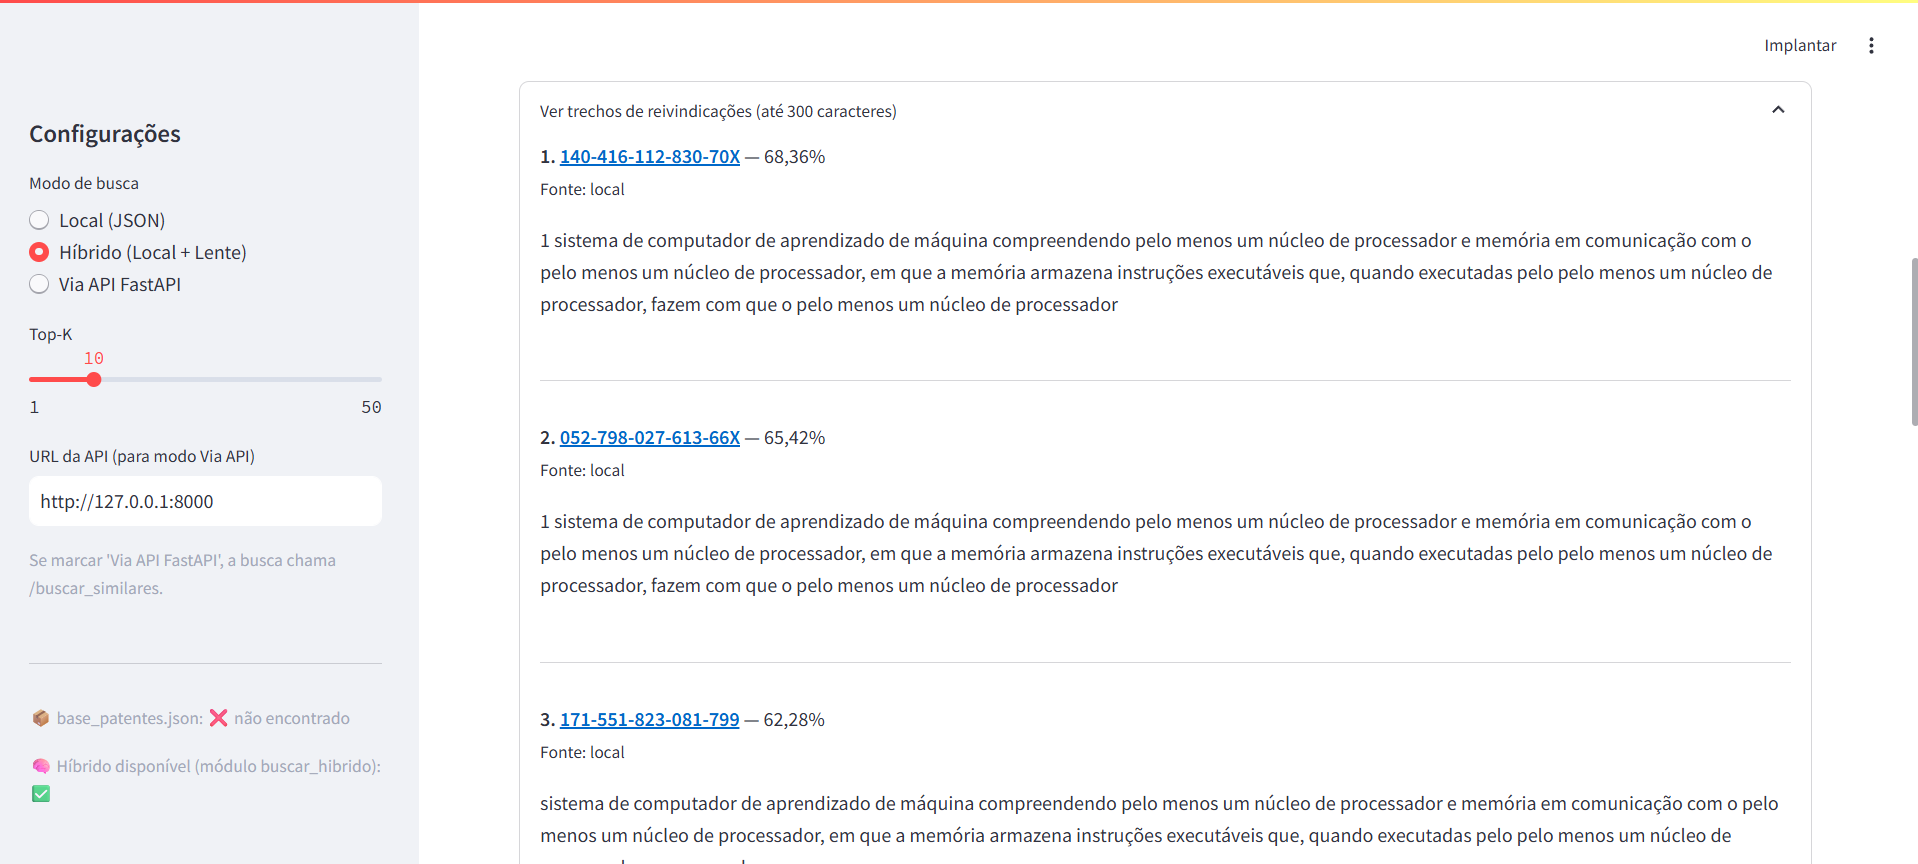 Implantar
Configurações
Modo de busca
Local (JSON)
Híbrido (Local + Lente)
Via API FastAPI
Top-K
10
1 50
URL da API (para modo Via API)
http://127.0.0.1:8000
Se marcar 'Via API FastAPI', a busca chama
/buscar_similares.
base_patentes.json: ❌ não encontrado
Híbrido disponível (módulo buscar_hibrido):
Ver trechos de reivindicações (até 300 caracteres)
1. 140-416-112-830-70X — 68,36%
Fonte: local
1 sistema de computador de aprendizado de máquina compreendendo pelo menos um núcleo de processador e memória em comunicação com o
pelo menos um núcleo de processador, em que a memória armazena instruções executáveis que, quando executadas pelo pelo menos um núcleo de
processador, fazem com que o pelo menos um núcleo de processador
2. 052-798-027-613-66X — 65,42%
Fonte: local
1 sistema de computador de aprendizado de máquina compreendendo pelo menos um núcleo de processador e memória em comunicação com o
pelo menos um núcleo de processador, em que a memória armazena instruções executáveis que, quando executadas pelo pelo menos um núcleo de
processador, fazem com que o pelo menos um núcleo de processador
3. 171-551-823-081-799 — 62,28%
Fonte: local
sistema de computador de aprendizado de máquina compreendendo pelo menos um núcleo de processador e memória em comunicação com o pelo
menos um núcleo de processador, em que a memória armazena instruções executáveis que, quando executadas pelo pelo menos um núcleo de